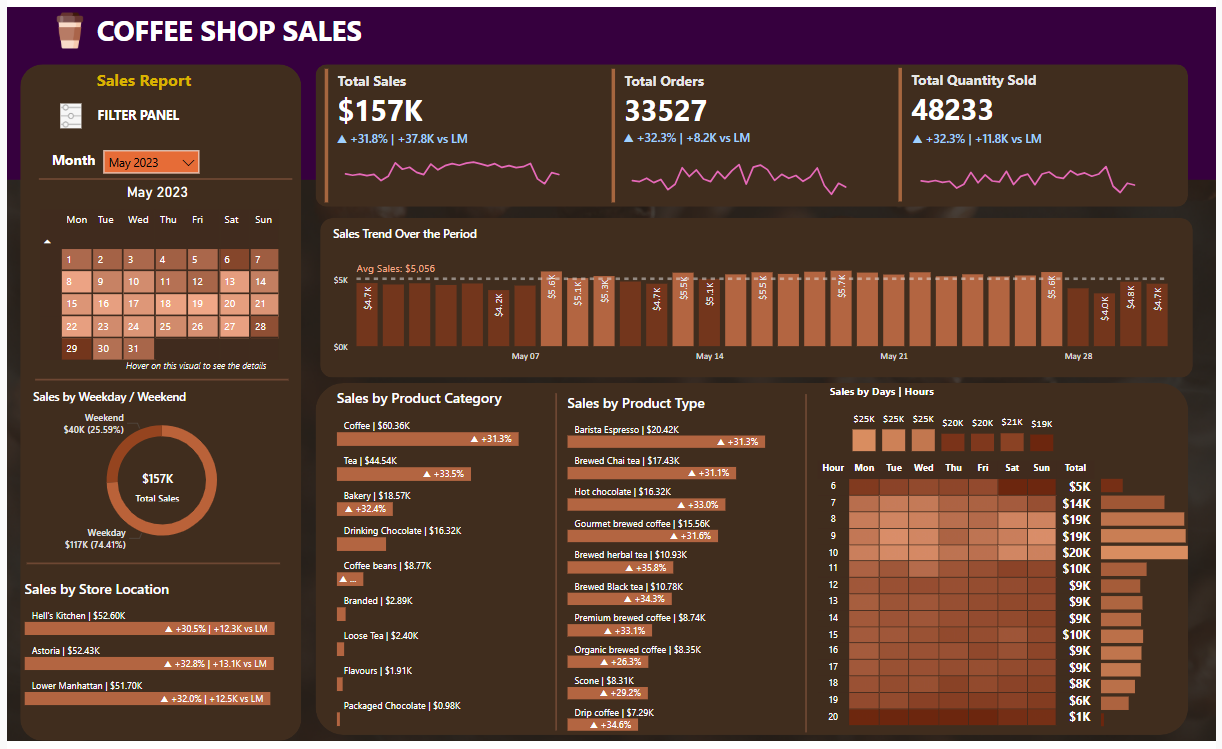 COFFEE SHOP SALES
Sales Report
FILTER PANEL
Month
May 2023
May 2023
Mon Tue Wed Thu Fri Sat Sun
1 2 3 4 5 6 7
8 9 10 11 12 13 14
15 16 17 18 19 20 21
22 23 24 25 26 27 28
29 30 31
Hover on this visual to see the details
Sales by Weekday / Weekend
Weekend
$40K (25.59%)
$157K
Total Sales
Weekday
$117K (74.41%)
Sales by Store Location
Hell's Kitchen | $52.60K
▲ +30.5% | +12.3K vs LM
Astoria | $52.43K
▲ +32.8% | +13.1K vs LM
Lower Manhattan | $51.70K
▲ +32.0% | +12.5K vs LM
Total Sales
$157K
▲ +31.8% | +37.8K vs LM
Total Orders
33527
▲ +32.3% | +8.2K vs LM
Total Quantity Sold
48233
▲ +32.3% | +11.8K vs LM
Sales Trend Over the Period
Avg Sales: $5,056
$5K
$0K
$4.7K $4.2K $5.6K $5.1K $5.3K $4.7K $5.5K $5.1K $5.5K $5.7K $5.6K $4.0K $4.8K $4.7K
May 07 May 14 May 21 May 28
Sales by Product Category
Coffee | $60.36K
▲ +31.3%
Tea | $44.54K
▲ +33.5%
Bakery | $18.57K
▲ +32.4%
Drinking Chocolate | $16.32K
Coffee beans | $8.77K
▲ ...
Branded | $2.89K
Loose Tea | $2.40K
Flavours | $1.91K
Packaged Chocolate | $0.98K
Sales by Product Type
Barista Espresso | $20.42K
▲ +31.3%
Brewed Chai tea | $17.43K
▲ +31.1%
Hot chocolate | $16.32K
▲ +33.0%
Gourmet brewed coffee | $15.56K
▲ +31.6%
Brewed herbal tea | $10.93K
▲ +35.8%
Brewed Black tea | $10.78K
▲ +34.3%
Premium brewed coffee | $8.74K
▲ +33.1%
Organic brewed coffee | $8.35K
▲ +26.3%
Scone | $8.31K
▲ +29.2%
Drip coffee | $7.29K
▲ +34.6%
Sales by Days | Hours
$25K $25K $25K $20K $20K $21K $19K
Hour Mon Tue Wed Thu Fri Sat Sun Total
6 $5K
7 $14K
8 $19K
9 $19K
10 $20K
11 $10K
12 $9K
13 $9K
14 $9K
15 $10K
16 $9K
17 $9K
18 $8K
19 $6K
20 $1K